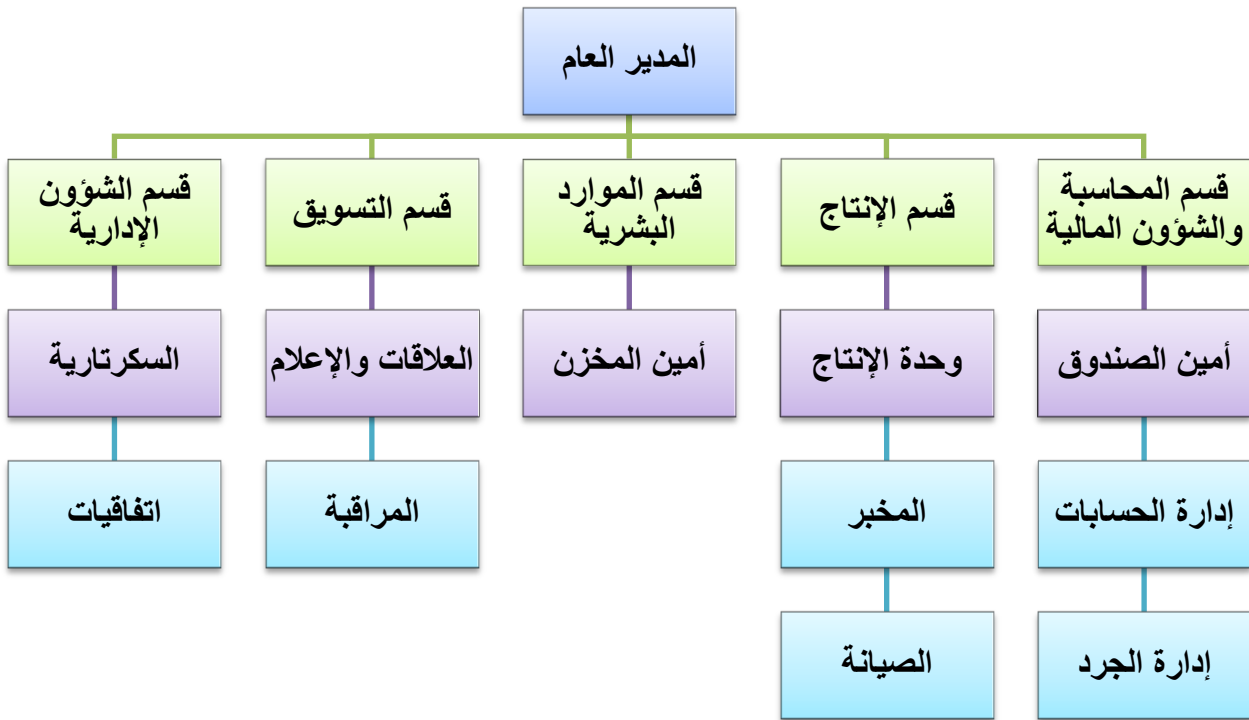 المدير العام
قسم المحاسبة
والشؤون المالية
قسم الإنتاج
قسم الموارد
البشرية
قسم التسويق
قسم الشؤون
الإدارية
أمين الصندوق
وحدة الإنتاج
أمين المخزن
العلاقات والإعلام
السكرتارية
إدارة الحسابات
المخبر
المراقبة
اتفاقيات
إدارة الجرد
الصيانة